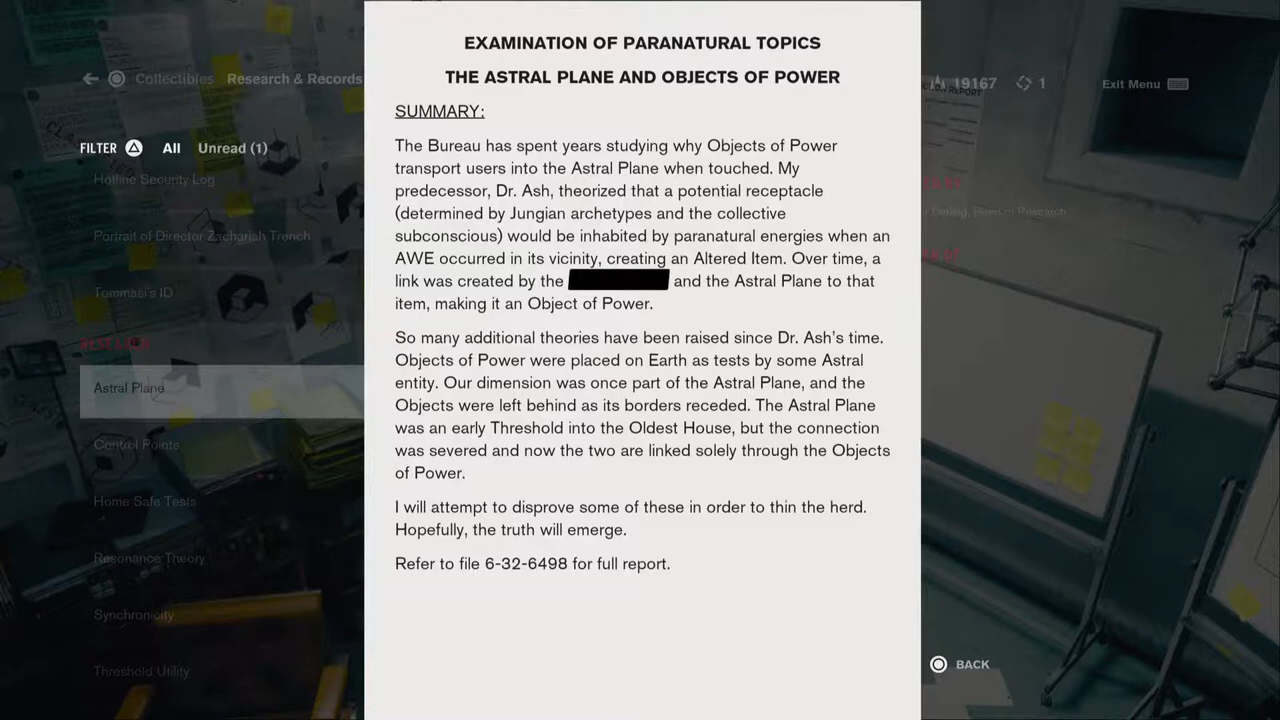 EXAMINATION OF PARANATURAL TOPICS
THE ASTRAL PLANE AND OBJECTS OF POWER
SUMMARY:
The Bureau has spent years studying why Objects of Power
transport users into the Astral Plane when touched. My
predecessor, Dr. Ash, theorized that a potential receptacle
(determined by Jungian archetypes and the collective
subconscious) would be inhabited by paranatural energies when an
AWE occurred in its vicinity, creating an Altered Item. Over time, a
link was created by the and the Astral Plane to that
item, making it an Object of Power.
So many additional theories have been raised since Dr. Ash's time.
Objects of Power were placed on Earth as tests by some Astral
entity. Our dimension was once part of the Astral Plane, and the
Objects were left behind as its borders receded. The Astral Plane
was an early Threshold into the Oldest House, but the connection
was severed and now the two are linked solely through the Objects
of Power.
I will attempt to disprove some of these in order to thin the herd.
Hopefully, the truth will emerge.
Refer to file 6-32-6498 for full report.
Collectibles Research & Records
19167 1 Exit Menu
FILTER All Unread (1)
Hotline Security Log
Portrait of Director Zachariah Trench
Tommasi's ID
Astral Plane
Control Points
Home Safe Tests
Resonance Theory
Synchronicity
Threshold Utility
Darling, Head of Research
BACK